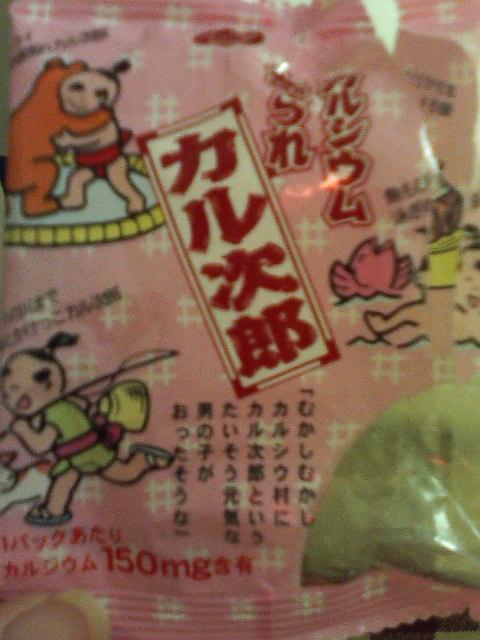 カルシウム
あられ
カル次郎
「むかしむかし
カルシウ村に
カル次郎という
たいそう元気な
男の子が
おったそうな」
1パックあたり
カルシウム150mg含有